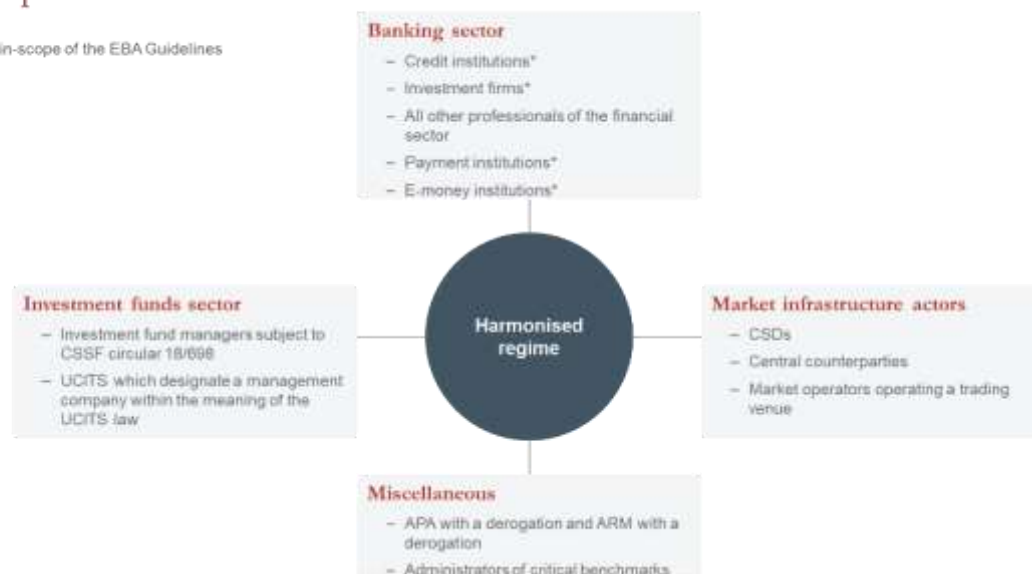 in-scope of the EBA Guidelines
Banking sector
– Credit institutions*
– Investment firms*
– All other professionals of the financial
sector
– Payment institutions*
– E-money institutions*
Investment funds sector
– Investment fund managers subject to
CSSF circular 18/698
– UCITS which designate a management
company within the meaning of the
UCITS law
Harmonised
regime
Market infrastructure actors
– CSDs
– Central counterparties
– Market operators operating a trading
venue
Miscellaneous
– APA with a derogation and ARM with a
derogation
– Administrators of critical benchmarks